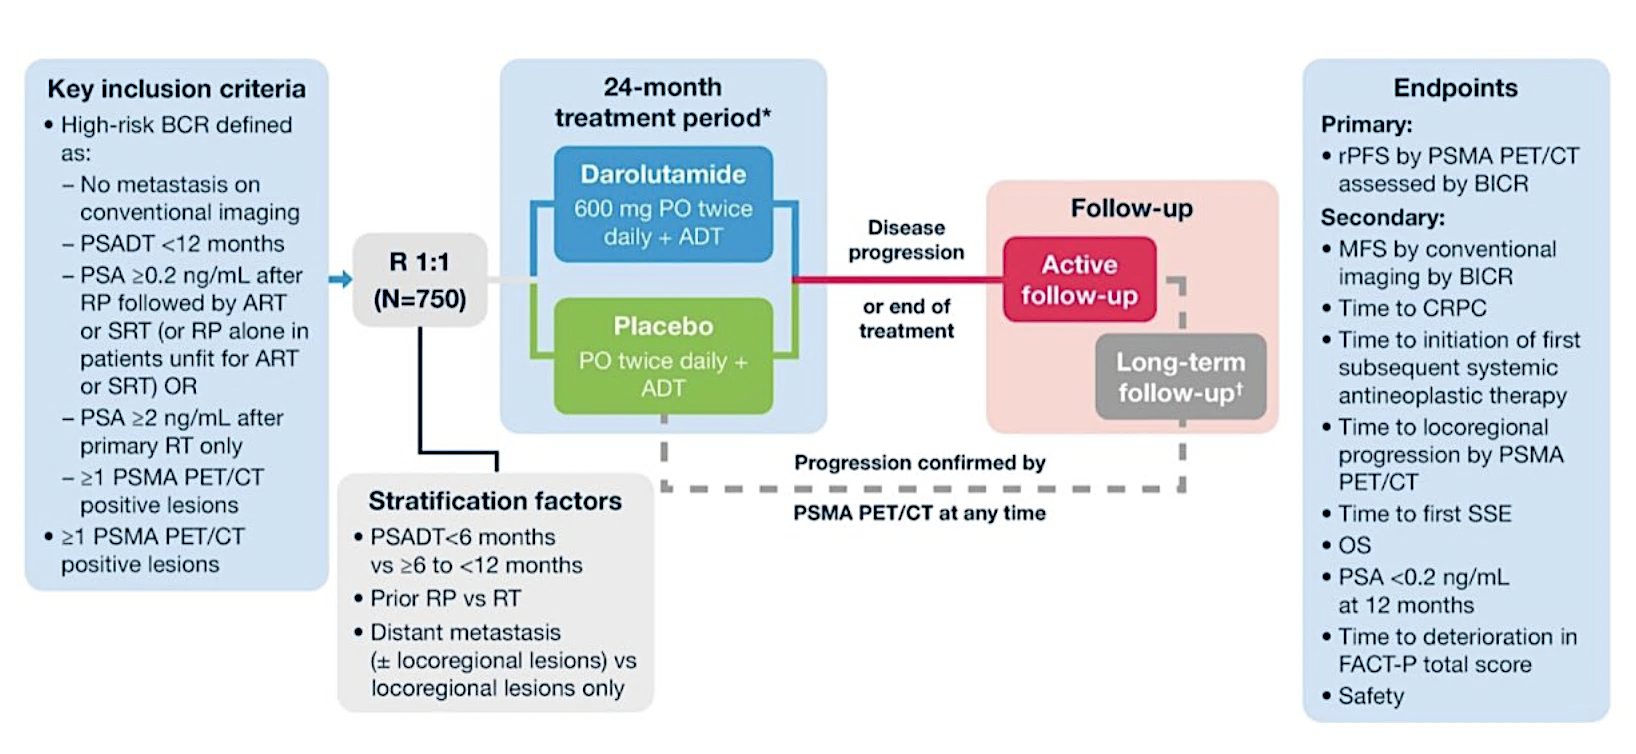 Key inclusion criteria
• High-risk BCR defined
as:
– No metastasis on
conventional imaging
– PSADT <12 months
– PSA ≥0.2 ng/mL after
RP followed by ART
or SRT (or RP alone in
patients unfit for ART
or SRT) OR
– PSA ≥2 ng/mL after
primary RT only
– ≥1 PSMA PET/CT
positive lesions
• ≥1 PSMA PET/CT
positive lesions
R 1:1
(N=750)
Stratification factors
• PSADT<6 months
vs ≥6 to <12 months
• Prior RP vs RT
• Distant metastasis
(± locoregional lesions) vs
locoregional lesions only
24-month
treatment period*
Darolutamide
600 mg PO twice
daily + ADT
Placebo
PO twice daily +
ADT
Disease
progression
or end of
treatment
Follow-up
Active
follow-up
Long-term
follow-up†
Progression confirmed by
PSMA PET/CT at any time
Endpoints
Primary:
• rPFS by PSMA PET/CT
assessed by BICR
Secondary:
• MFS by conventional
imaging by BICR
• Time to CRPC
• Time to initiation of first
subsequent systemic
antineoplastic therapy
• Time to locoregional
progression by PSMA
PET/CT
• Time to first SSE
• OS
• PSA <0.2 ng/mL
at 12 months
• Time to deterioration in
FACT-P total score
• Safety